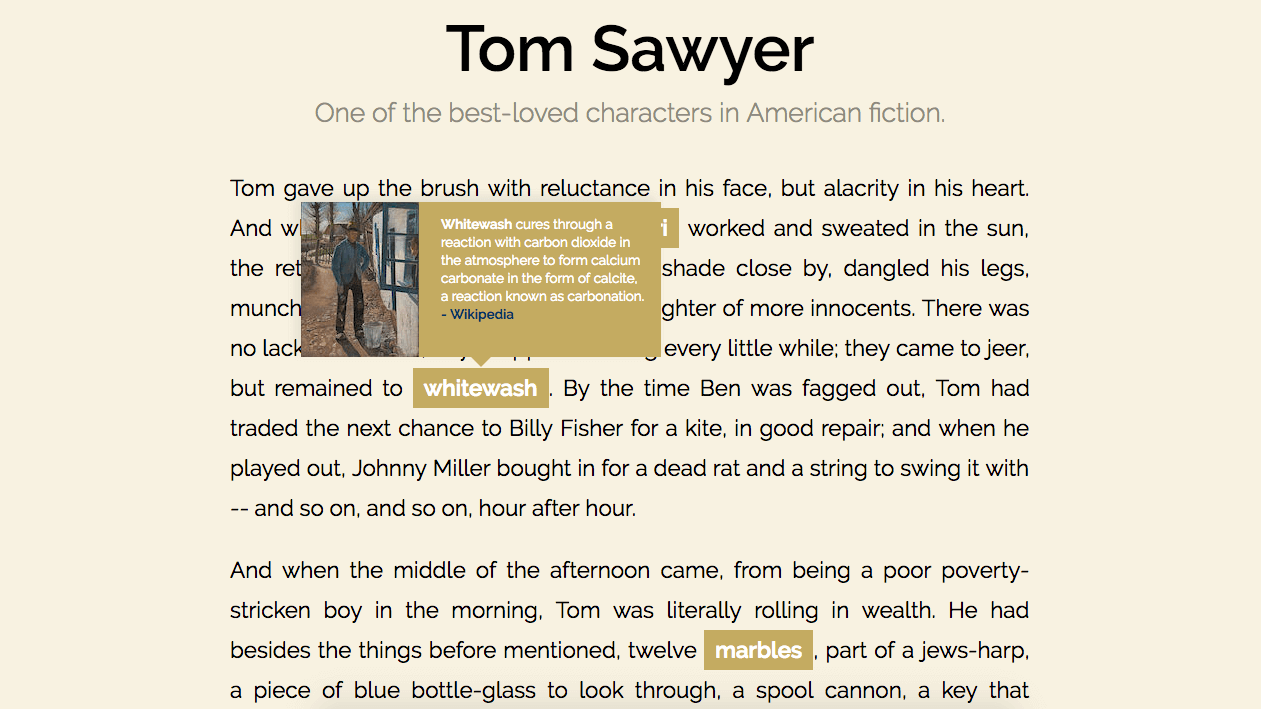 Tom Sawyer
One of the best-loved characters in American fiction.
Tom gave up the brush with reluctance in his face, but alacrity in his heart.
And worked and sweated in the sun,
the shade close by, dangled his legs,
of more innocents. There was
no lack every little while; they came to jeer,
Whitewash cures through a
reaction with carbon dioxide in
the atmosphere to form calcium
carbonate in the form of calcite,
a reaction known as carbonation.
- Wikipedia
but remained to whitewash. By the time Ben was fagged out, Tom had
traded the next chance to Billy Fisher for a kite, in good repair; and when he
played out, Johnny Miller bought in for a dead rat and a string to swing it with
-- and so on, and so on, hour after hour.
And when the middle of the afternoon came, from being a poor poverty-
stricken boy in the morning, Tom was literally rolling in wealth. He had
besides the things before mentioned, twelve marbles, part of a jews-harp,
a piece of blue bottle-glass to look through, a spool cannon, a key that